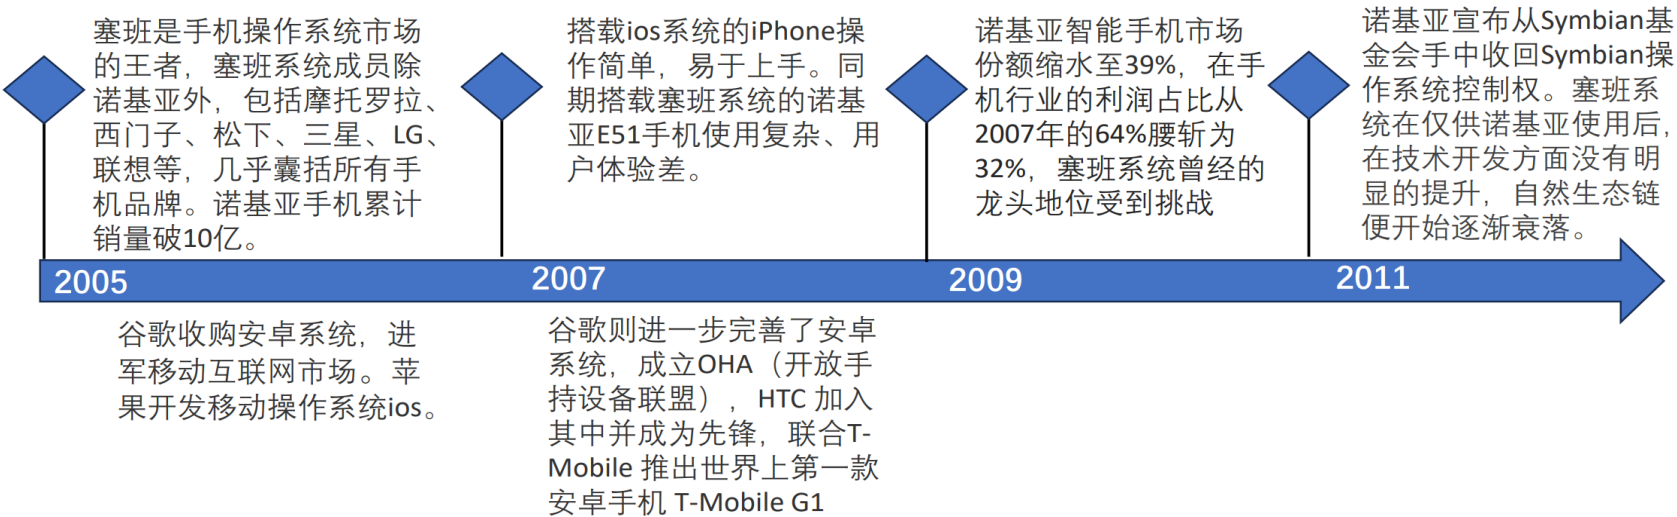 塞班是手机操作系统市场
的王者，塞班系统成员除
诺基亚外，包括摩托罗拉、
西门子、松下、三星、LG、
联想等，几乎囊括所有手
机品牌。诺基亚手机累计
销量破10亿。
搭载ios系统的iPhone操
作简单，易于上手。同
期搭载塞班系统的诺基
亚E51手机使用复杂、用
户体验差。
诺基亚智能手机市场
份额缩水至39%，在手
机行业的利润占比从
2007年的64%腰斩为
32%，塞班系统曾经的
龙头地位受到挑战
诺基亚宣布从Symbian基
金会手中收回Symbian操
作系统控制权。塞班系
统在仅供诺基亚使用后,
在技术开发方面没有明
显的提升，自然生态链
便开始逐渐衰落。
2005
2007
2009
2011
谷歌收购安卓系统，进
军移动互联网市场。苹
果开发移动操作系统ios。
谷歌则进一步完善了安卓
系统，成立OHA（开放手
持设备联盟），HTC 加入
其中并成为先锋，联合T-
Mobile 推出世界上第一款
安卓手机 T-Mobile G1